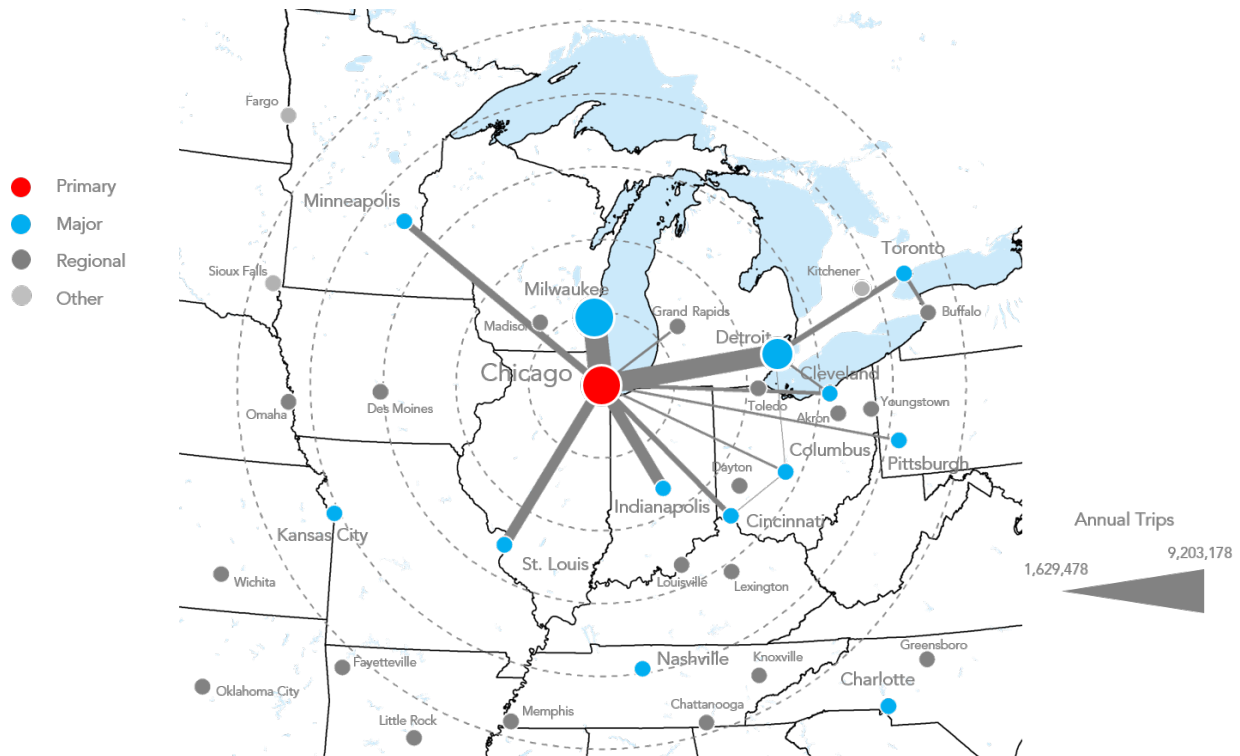 Primary
Major
Regional
Other
Fargo
Minneapolis
Sioux Falls
Milwaukee
Madison
Grand Rapids
Toronto
Kitchener
Buffalo
Detroit
Chicago
Cleveland
Toledo
Akron
Youngstown
Des Moines
Omaha
Columbus
Pittsburgh
Dayton
Indianapolis
Cincinnati
Kansas City
St. Louis
Louisville
Lexington
Wichita
Annual Trips
9,203,178
1,629,478
Nashville
Knoxville
Greensboro
Charlotte
Fayetteville
Oklahoma City
Memphis
Chattanooga
Little Rock